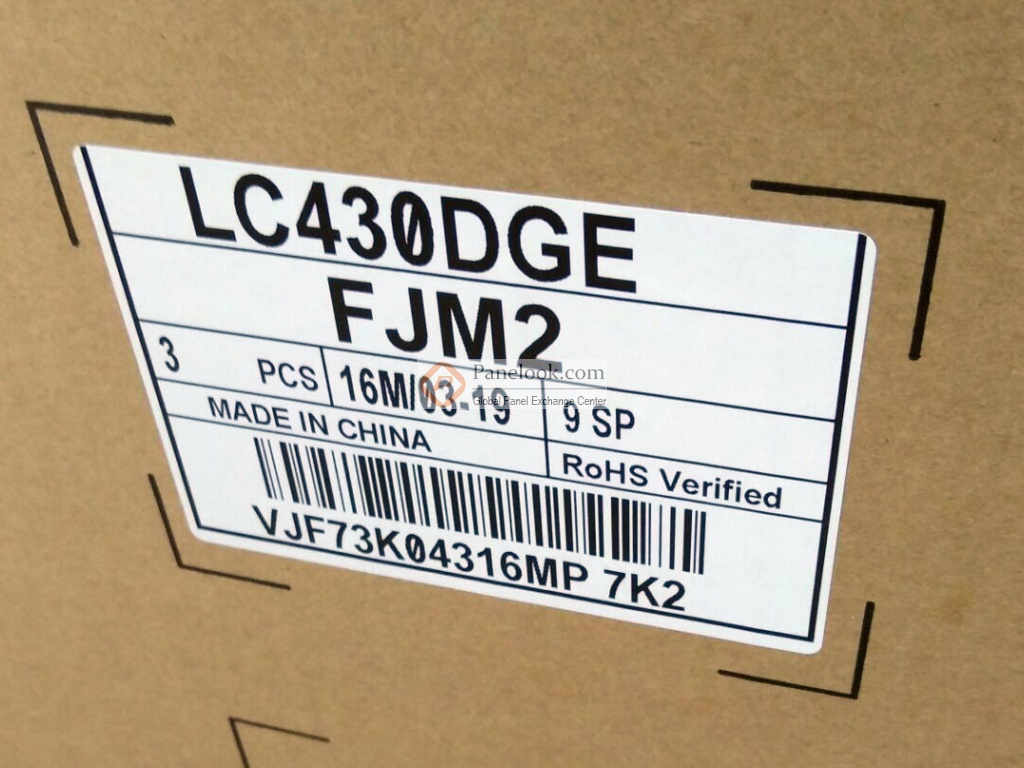 LC430DGE
FJM2
3 PCS 16M/03-19 9 SP
MADE IN CHINA RoHS Verified
VJF73K04316MP 7K2
Panelook.com
Global Panel Exchange Center